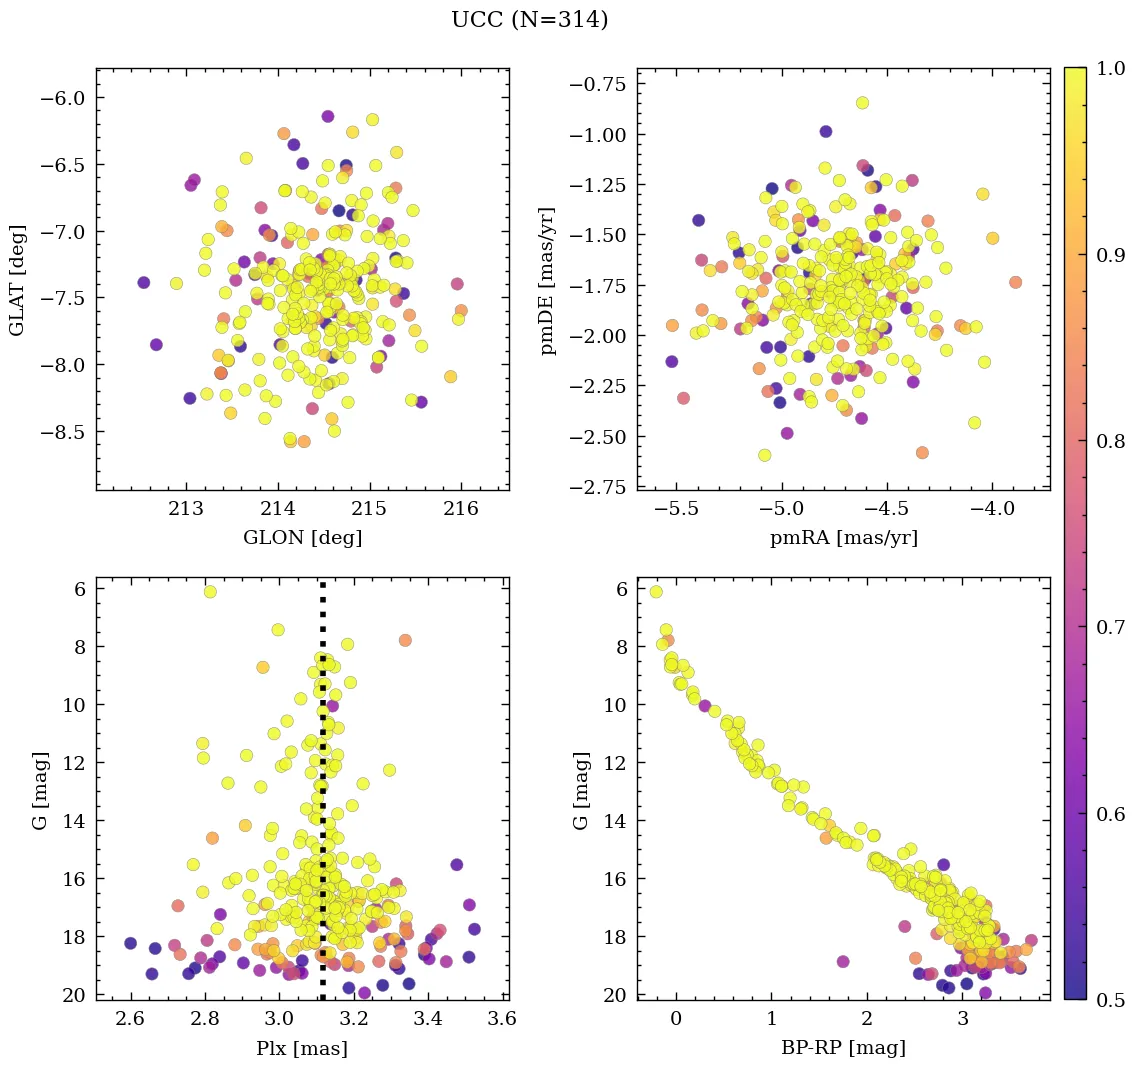 UCC (N=314)
−6.0
−6.5
−7.0
−7.5
−8.0
−8.5
GLAT [deg]
213 214 215 216
GLON [deg]
−0.75
−1.00
−1.25
−1.50
−1.75
−2.00
−2.25
−2.50
−2.75
pmDE [mas/yr]
−5.5 −5.0 −4.5 −4.0
pmRA [mas/yr]
6
8
10
12
14
16
18
20
G [mag]
2.6 2.8 3.0 3.2 3.4 3.6
Plx [mas]
6
8
10
12
14
16
18
20
G [mag]
0 1 2 3
BP-RP [mag]
1.0
0.9
0.8
0.7
0.6
0.5